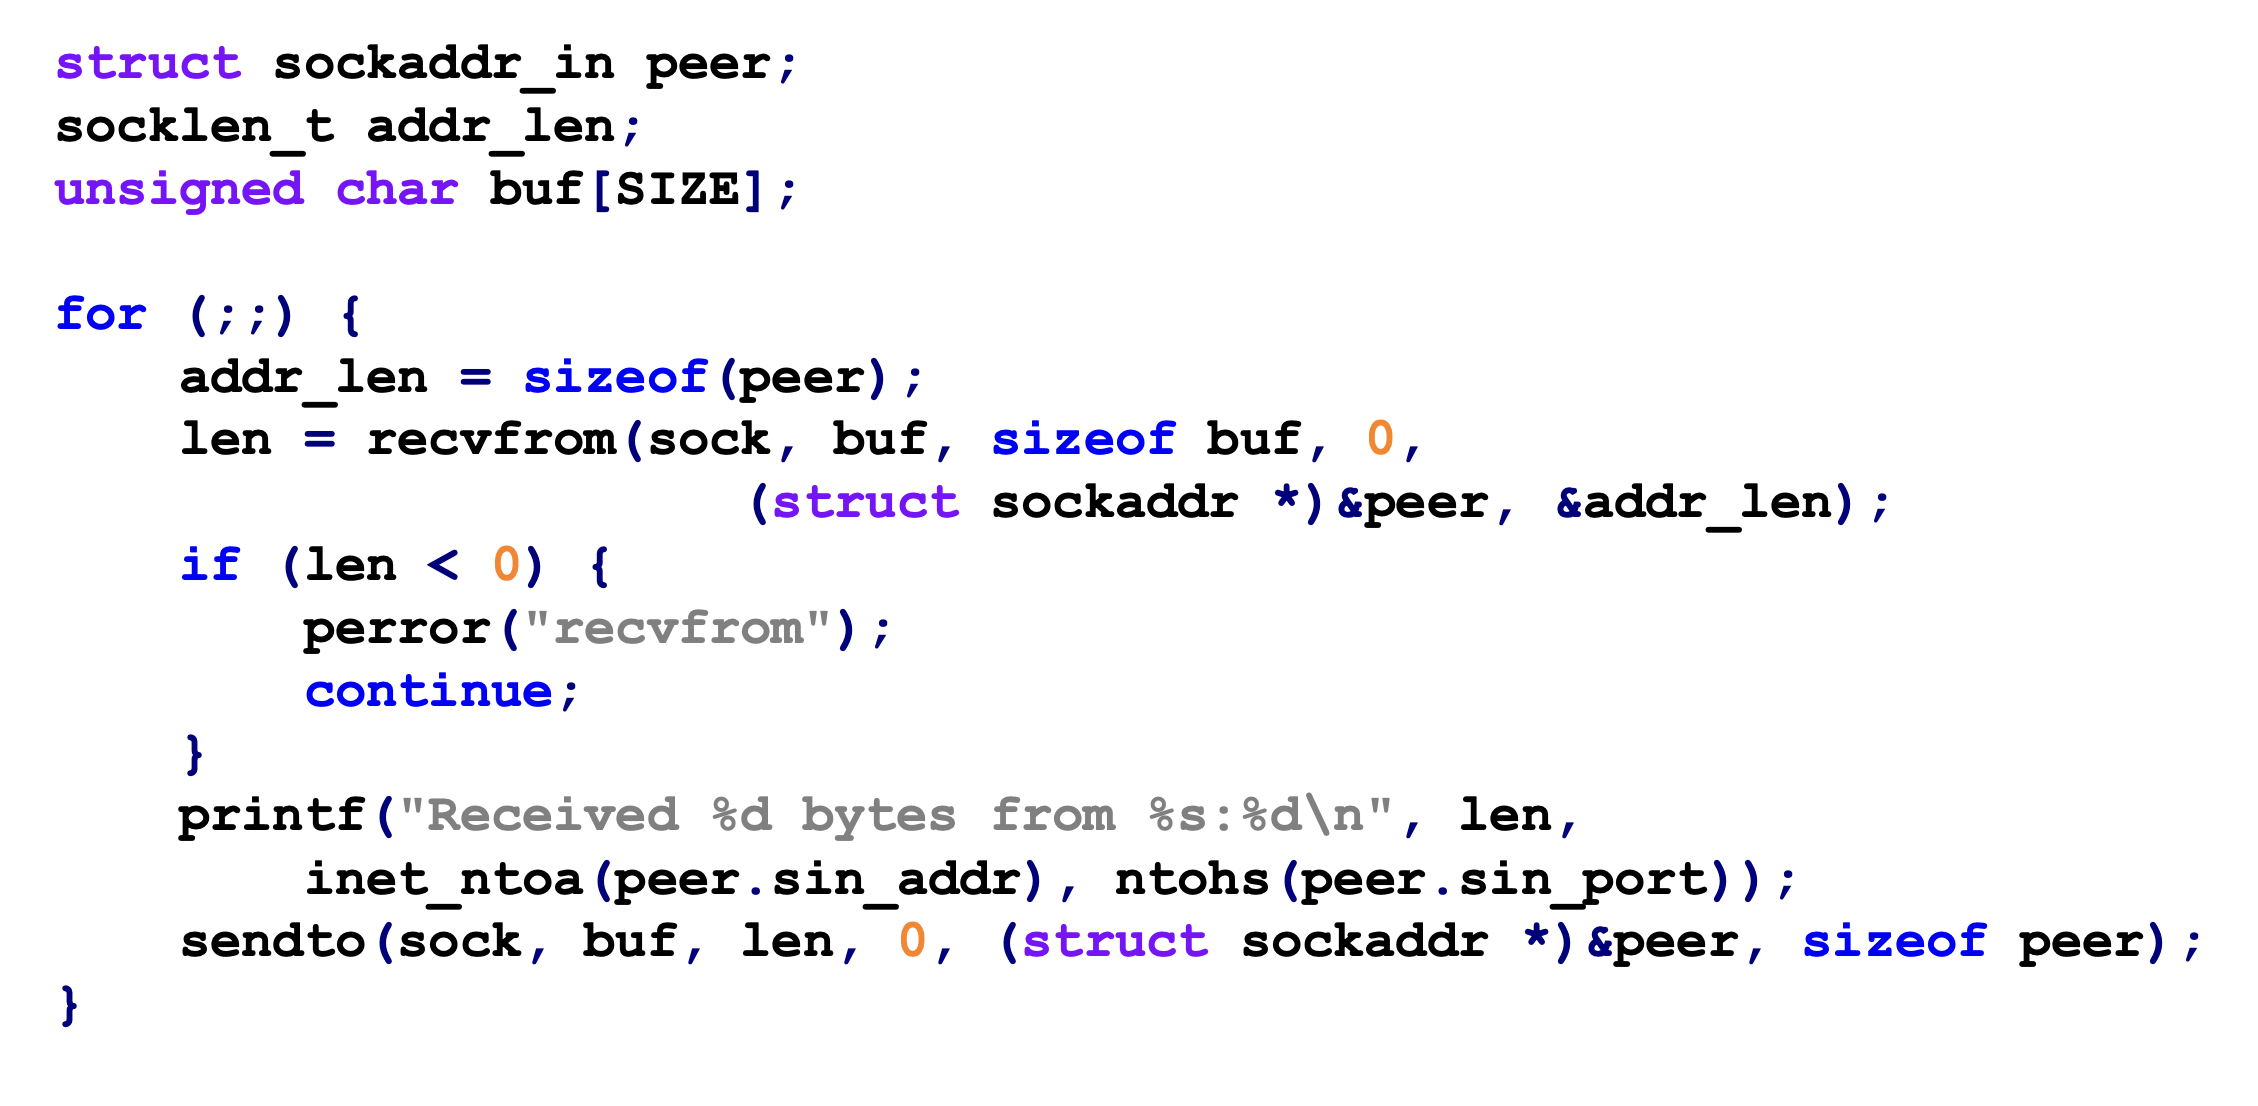 struct sockaddr_in peer;
socklen_t addr_len;
unsigned char buf[SIZE];

for (;;) {
    addr_len = sizeof(peer);
    len = recvfrom(sock, buf, sizeof buf, 0,
                      (struct sockaddr *)&peer, &addr_len);
    if (len < 0) {
        perror("recvfrom");
        continue;
    }
    printf("Received %d bytes from %s:%d\n", len,
        inet_ntoa(peer.sin_addr), ntohs(peer.sin_port));
    sendto(sock, buf, len, 0, (struct sockaddr *)&peer, sizeof peer);
}